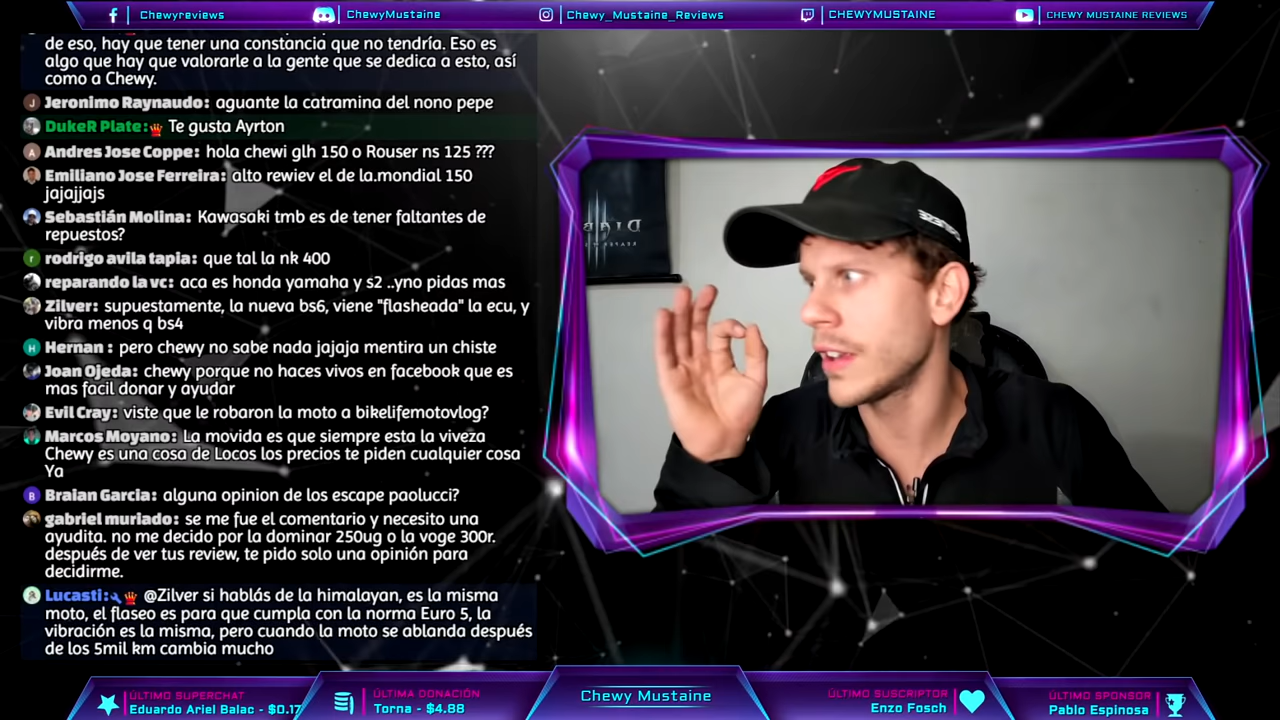 Chewyreviews
ChewyMustaine
Chewy_Mustaine_Reviews
CHEWYMUSTAINE
CHEWY MUSTAINE REVIEWS
de eso, hay que tener una constancia que no tendría. Eso es
algo que hay que valorarle a la gente que se dedica a esto, así
como a Chewy.
J Jeronimo Raynaudo: aguante la catramina del nono pepe
DukeR Plate: Te gusta Ayrton
A Andres Jose Coppe: hola chewi glh 150 o Rouser ns 125 ???
Emiliano Jose Ferreira: alto rewiev el de la.mondial 150
jajajjajs
Sebastián Molina: Kawasaki tmb es de tener faltantes de
repuestos?
r rodrigo avila tapia: que tal la nk 400
reparando la vc: aca es honda yamaha y s2 ..yno pidas mas
Zilver: supuestamente, la nueva bs6, viene "flasheada" la ecu, y
vibra menos q bs4
H Hernan : pero chewy no sabe nada jajaja mentira un chiste
Joan Ojeda: chewy porque no haces vivos en facebook que es
mas facil donar y ayudar
Evil Cray: viste que le robaron la moto a bikelifemotovlog?
Marcos Moyano: La movida es que siempre esta la viveza
Chewy es una cosa de Locos los precios te piden cualquier cosa
Ya
B Braian Garcia: alguna opinion de los escape paolucci?
gabriel muriado: se me fue el comentario y necesito una
ayudita. no me decido por la dominar 250ug o la voge 300r.
después de ver tus review, te pido solo una opinión para
decidirme.
Lucasti: @Zilver si hablás de la himalayan, es la misma
moto, el flaseo es para que cumpla con la norma Euro 5, la
vibración es la misma, pero cuando la moto se ablanda después
de los 5mil km cambia mucho
DIAB
ÚLTIMO SUPERCHAT
Eduardo Ariel Balac - $0.17
ÚLTIMA DONACIÓN
Torna - $4.88
Chewy Mustaine
ÚLTIMO SUSCRIPTOR
Enzo Fosch
ÚLTIMO SPONSOR
Pablo Espinosa